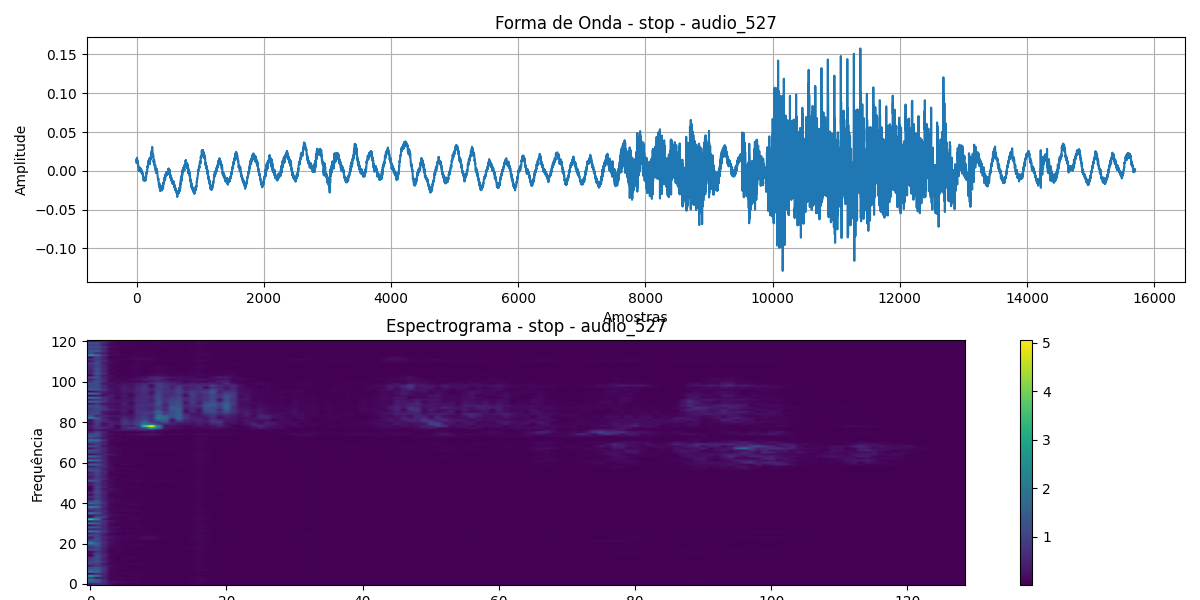 Forma de Onda - stop - audio_527
Amplitude
0.15
0.10
0.05
0.00
−0.05
−0.10
0 2000 4000 6000 8000 10000 12000 14000 16000
Amostras
Espectrograma - stop - audio_527
Frequência
120
100
80
60
40
20
0
0 20 40 60 80 100 120
5
4
3
2
1